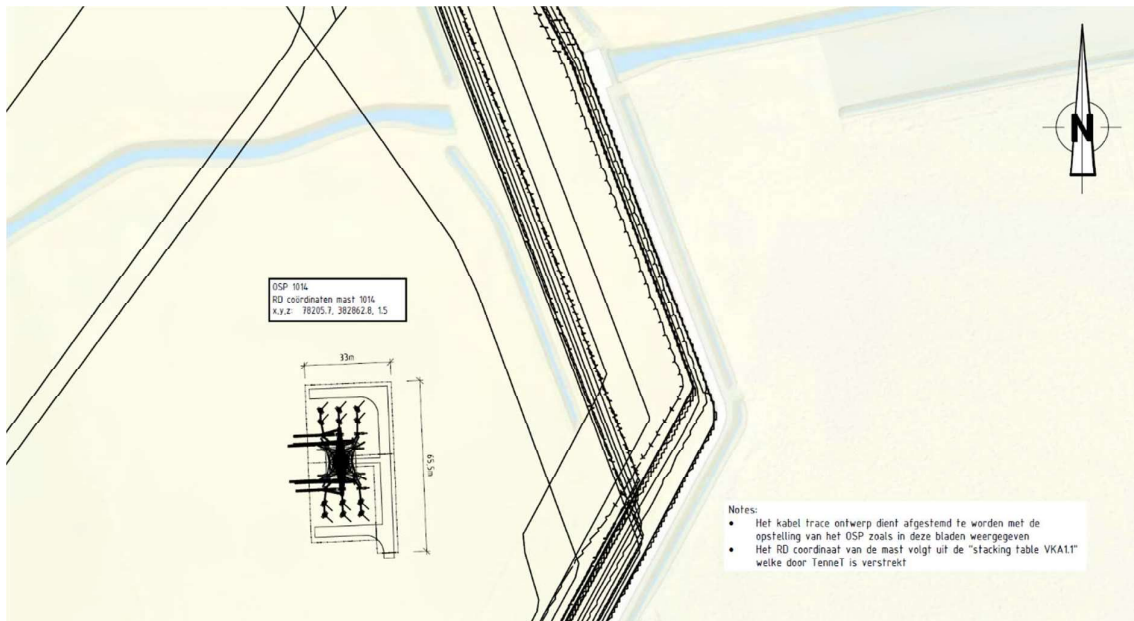 N
OSP 1014
RD coördinaten mast 1014
x,y,z: 78205.7, 382862.8, 1.5
33m
65,5m
Notes:
• Het kabel trace ontwerp dient afgestemd te worden met de
opstelling van het OSP zoals in deze bladen weergegeven
• Het RD coordinaat van de mast volgt uit de "stacking table VKA1.1"
welke door TenneT is verstrekt